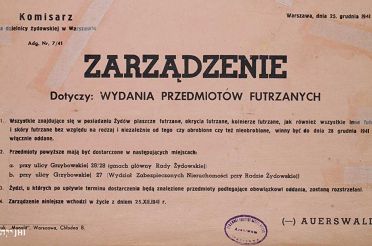 Komisarz
dzielnicy żydowskiej w Warszawie
Adg. Nr. 7/41
Warszawa, dnia 25. grudnia 1941
ZARZĄDZENIE
Dotyczy: WYDANIA PRZEDMIOTÓW FUTRZANYCH
1. Wszystkie znajdujące się w posiadaniu Żydów płaszcze futrzane, okrycia futrzane, kołnierze futrzane, jak również wszystkie inne futra
i skóry futrzane bez względu na rodzaj i niezależnie od tego czy obrobione czy też nieobrobione, winny być do dnia 28 grudnia 1941
włącznie oddane.
2. Przedmioty powyższe mają być dostarczone w następujących miejscach:
a. przy ulicy Grzybowskiej 26/28 (gmach główny Rady Żydowskiej);
b. przy ulicy Grzybowskiej 27 (Wydział Zabezpieczonych Nieruchomości przy Radzie Żydowskiej)
3. Żydzi, u których po upływie terminu dostarczenia będą znalezione przedmioty podlegające obowiązkowi oddania, zostaną rozstrzelani.
4. Zarządzenie niniejsze wchodzi w życie z dniem 25.XII.1941 r.
(—) AUERSWALD
Druk „Monolit”, Warszawa, Chłodna 8.